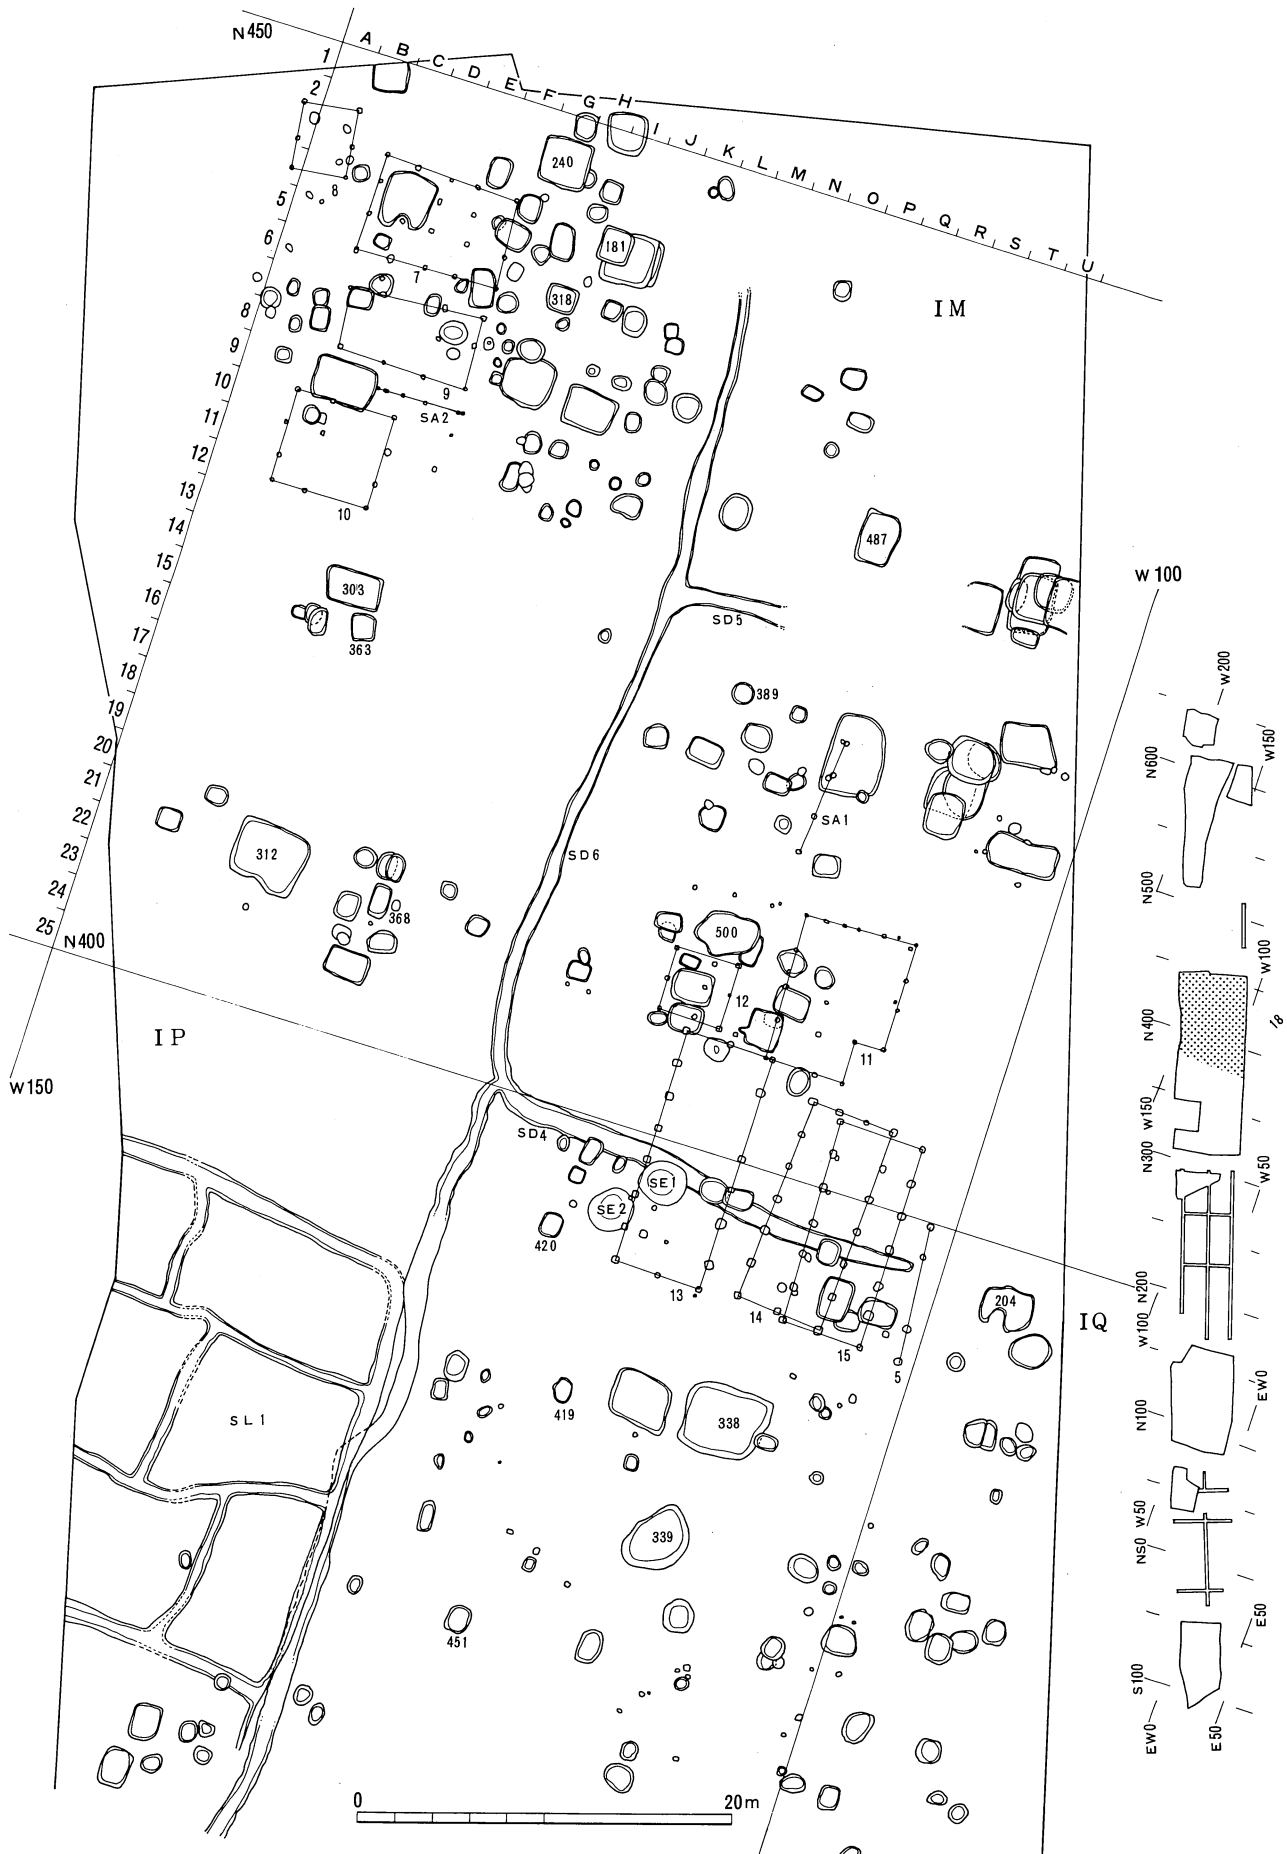 N450
A B C D E F G H I J K L M N O P Q R S T U
1
2
5
6
8
9
10
11
12
13
14
15
16
17
18
19
20
21
22
23
24
25
240
8
181
7
318
IM
9
SA2
10
487
303
363
SD5
W100
389
SA1
312
SD6
368
500
N400
12
11
IP
W150
SD4
SE1
SE2
420
13
14
15
5
204
IQ
SL1
419
338
339
451
0 20m
W200
N600
W150
N500
W100
N400
18
W150
N300
W50
N200
W100
EW0
N100
W50
NS0
E50
S100
EW0
E50